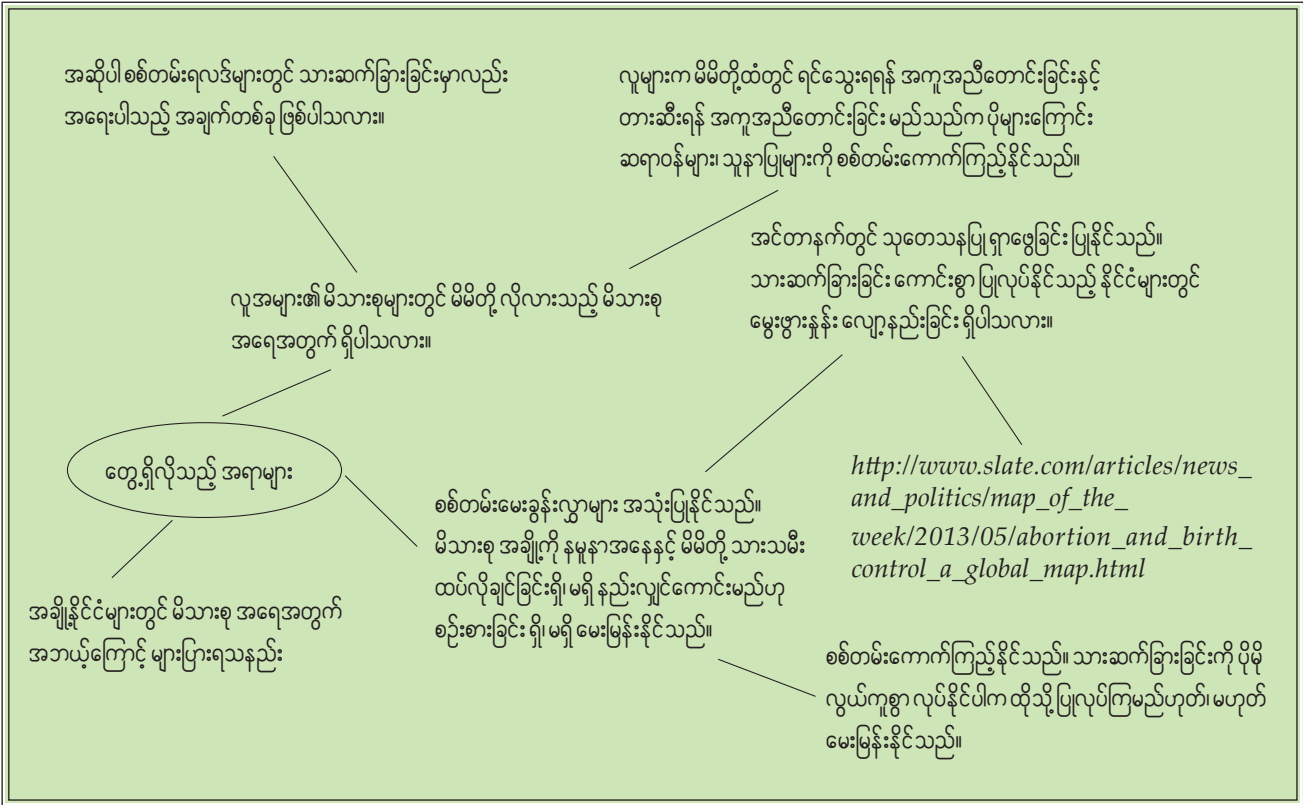 အဆိုပါ စစ်တမ်းရလဒ်များတွင် သားဆက်ခြားခြင်းမှာလည်း
အရေးပါသည့် အချက်တစ်ခု ဖြစ်ပါသလား။
လူများက မိမိတို့ထံတွင် ရင်သွေးရရန် အကူအညီတောင်းခြင်းနှင့်
တားဆီးရန် အကူအညီတောင်းခြင်း မည်သည်က ပိုများကြောင်း
ဆရာဝန်များ၊ သူနာပြုများကို စစ်တမ်းကောက်ကြည့်နိုင်သည်။
အင်တာနက်တွင် သုတေသနပြု ရှာဖွေခြင်း ပြုနိုင်သည်။
သားဆက်ခြားခြင်း ကောင်းစွာ ပြုလုပ်နိုင်သည့် နိုင်ငံများတွင်
မွေးဖွားနှုန်း လျော့နည်းခြင်း ရှိပါသလား။
လူအများ၏ မိသားစုများတွင် မိမိတို့ လိုလားသည့် မိသားစု
အရေအတွက် ရှိပါသလား။
တွေ့ရှိလိုသည့် အရာများ
http://www.slate.com/articles/news_
and_politics/map_of_the_
week/2013/05/abortion_and_birth_
control_a_global_map.html
စစ်တမ်းမေးခွန်းလွှာများ အသုံးပြုနိုင်သည်။
မိသားစု အချို့ကို နမူနာအနေနှင့် မိမိတို့ သားသမီး
ထပ်လိုချင်ခြင်းရှိ၊ မရှိ နည်းလျှင်ကောင်းမည်ဟု
စဉ်းစားခြင်း ရှိ၊ မရှိ မေးမြန်းနိုင်သည်။
အချို့နိုင်ငံများတွင် မိသားစု အရေအတွက်
အဘယ့်ကြောင့် များပြားရသနည်း
စစ်တမ်းကောက်ကြည့်နိုင်သည်။ သားဆက်ခြားခြင်းကို ပိုမို
လွယ်ကူစွာ လုပ်နိုင်ပါက ထိုသို့ ပြုလုပ်ကြမည်ဟုတ်၊ မဟုတ်
မေးမြန်းနိုင်သည်။